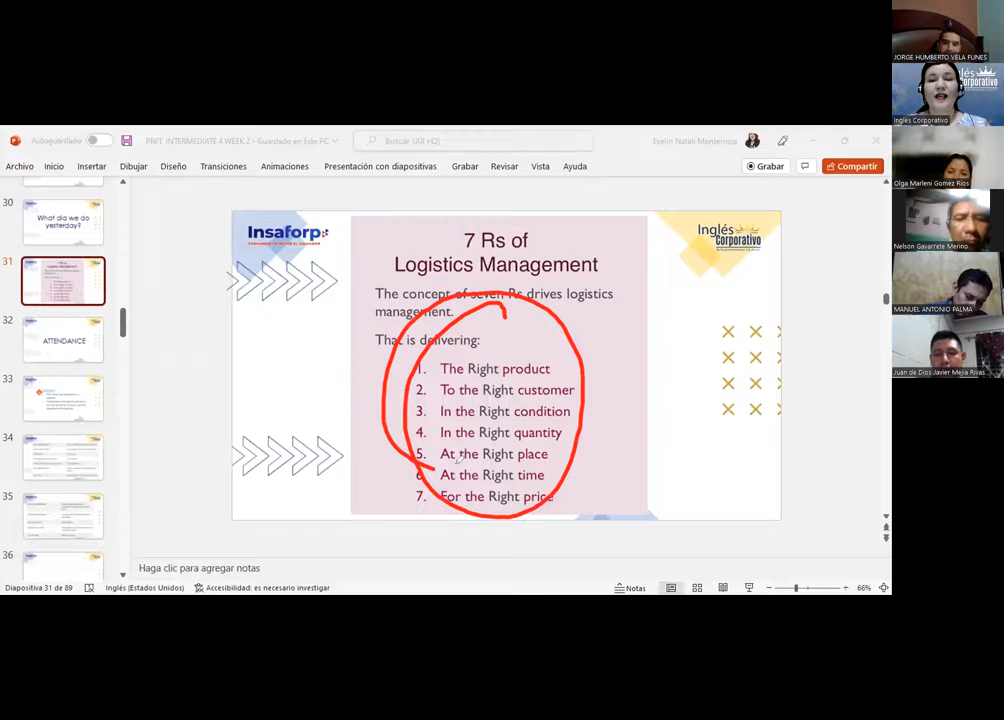 JORGE HUMBERTO VELA FUNES
Inglés Corporativo
Olga Marleni Gomez Rios
Nelson Gavarrete Merino
MANUEL ANTONIO PALMA
Juan de Dios Javier Mejia Rivas
Autoguardado
PNIT INTERMEDIATE 4 WEEK 2 • Guardado en Este PC
Buscar (Alt+Q)
Evelin Natali Monterrosa
Archivo Inicio Insertar Dibujar Diseño Transiciones Animaciones Presentación con diapositivas Grabar Revisar Vista Ayuda
Grabar
Compartir
30
What did we do
yesterday?
31
32
ATTENDANCE
33
34
35
36
Insaforp
Inglés
Corporativo
7 Rs of
Logistics Management
The concept of seven Rs drives logistics
management.
That is delivering:
1. The Right product
2. To the Right customer
3. In the Right condition
4. In the Right quantity
5. At the Right place
6. At the Right time
7. For the Right price
Haga clic para agregar notas
Diapositiva 31 de 89 Inglés (Estados Unidos) Accesibilidad: es necesario investigar Notas 66%